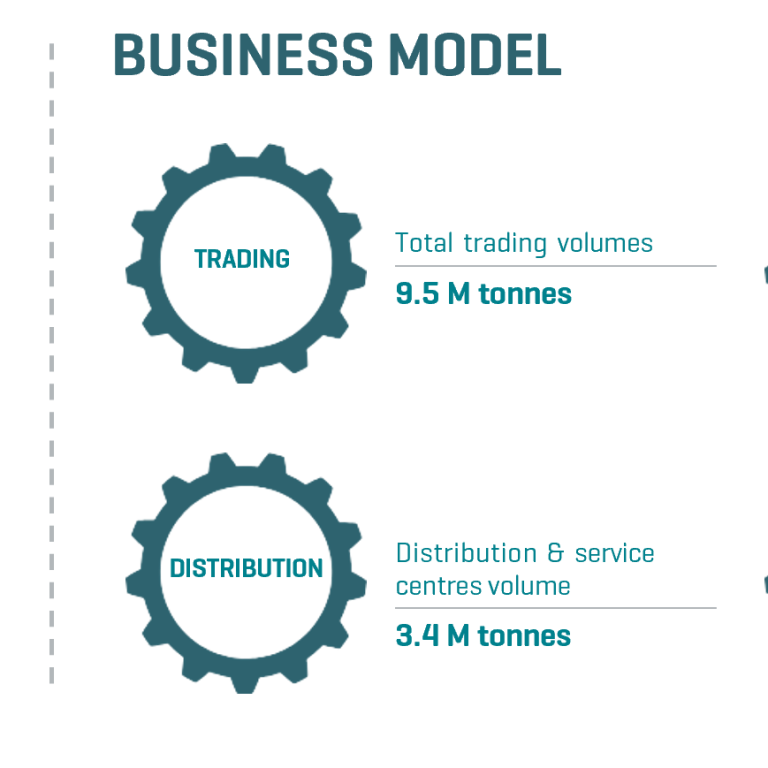 BUSINESS MODEL
TRADING
Total trading volumes
9.5 M tonnes
DISTRIBUTION
Distribution & service
centres volume
3.4 M tonnes